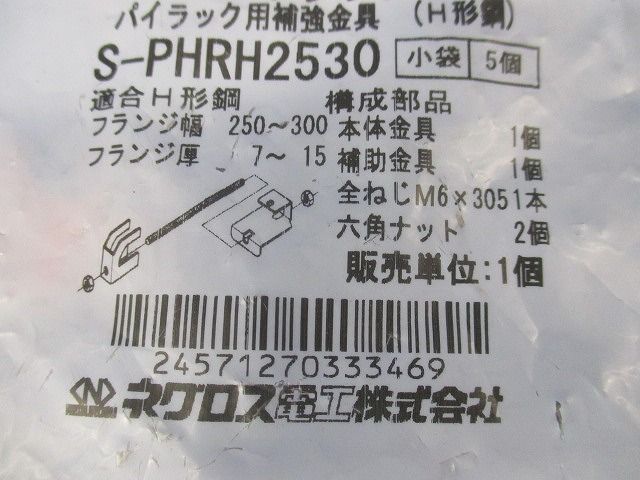 パイラック用補強金具 (H形鋼)
S-PHRH2530 小袋 5個
適合H形鋼 構成部品
フランジ幅 250~300 本体金具 1個
フランジ厚 7~15 補助金具 1個
全ねじM6×305 1本
六角ナット 2個
販売単位:1個
24571270333469
ネグロス電工株式会社